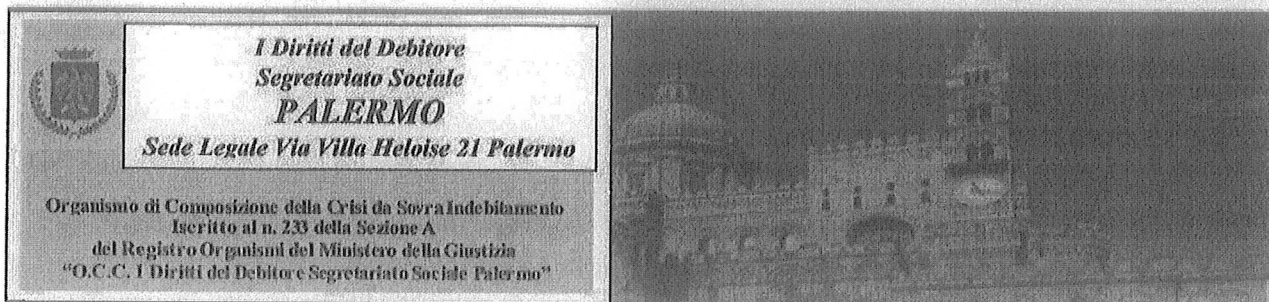 I Diritti del Debitore
Segretariato Sociale
PALERMO
Sede Legale Via Villa Heloise 21 Palermo
Organismo di Composizione della Crisi da SovraIndebitamento
Iscritto al n. 233 della Sezione A
del Registro Organismi del Ministero della Giustizia
“O.C.C. I Diritti del Debitore Segretariato Sociale Palermo”